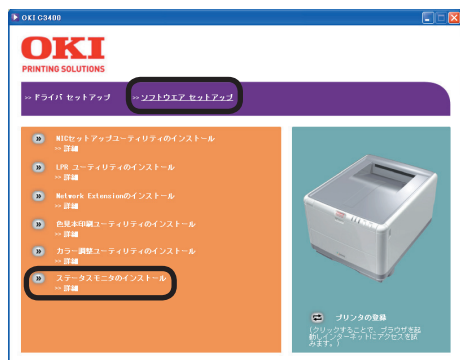 OKI C3400
OKI
PRINTING SOLUTIONS
>> ドライバ セットアップ >> ソフトウエア セットアップ
NICセットアップユーティリティのインストール
>> 詳細
LPR ユーティリティのインストール
>> 詳細
Network Extensionのインストール
>> 詳細
色見本印刷ユーティリティのインストール
>> 詳細
カラー調整ユーティリティのインストール
>> 詳細
ステータスモニタのインストール
>> 詳細
プリンタの登録
(クリックすることで、ブラウザを起
動しインターネットにアクセスを試
みます。)